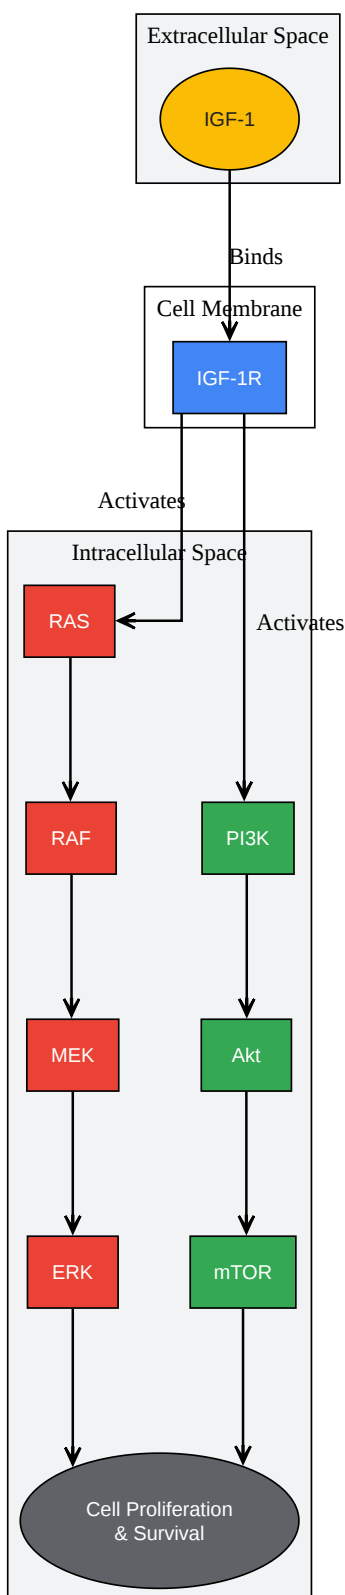 Extracellular Space
IGF-1
Binds
Cell Membrane
IGF-1R
Activates
Intracellular Space
RAS
Activates
RAF
PI3K
MEK
Akt
ERK
mTOR
Cell Proliferation
& Survival